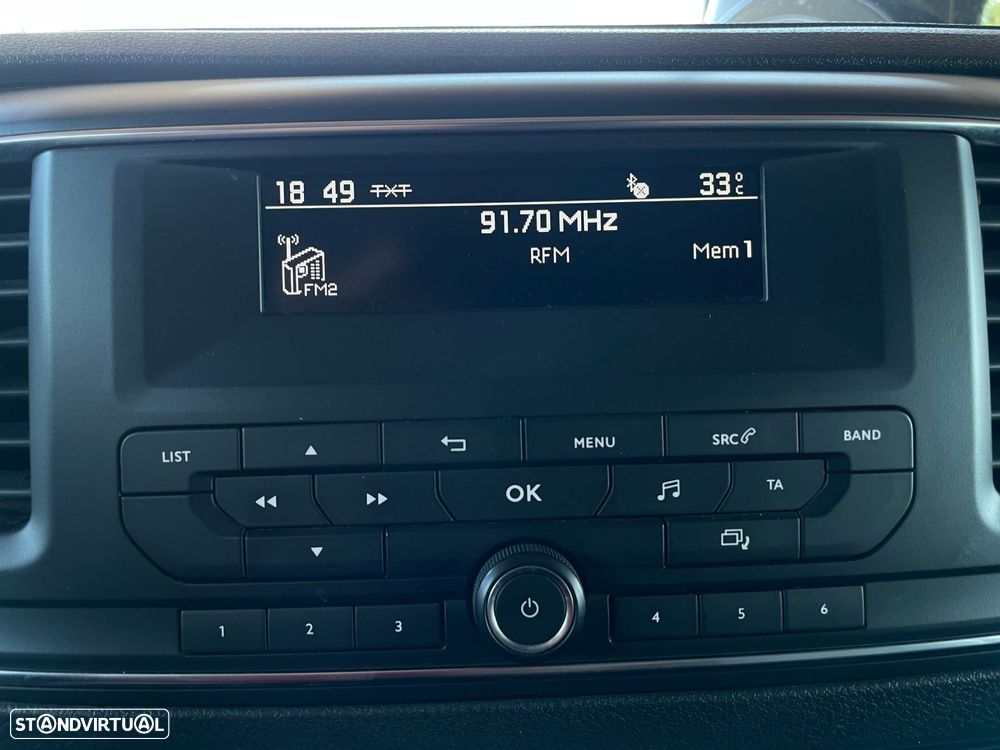 18 49 TXT 33°C
91.70 MHz
RFM Mem 1
FM2
LIST MENU SRC BAND
OK TA
1 2 3 4 5 6
STANDVIRTUAL